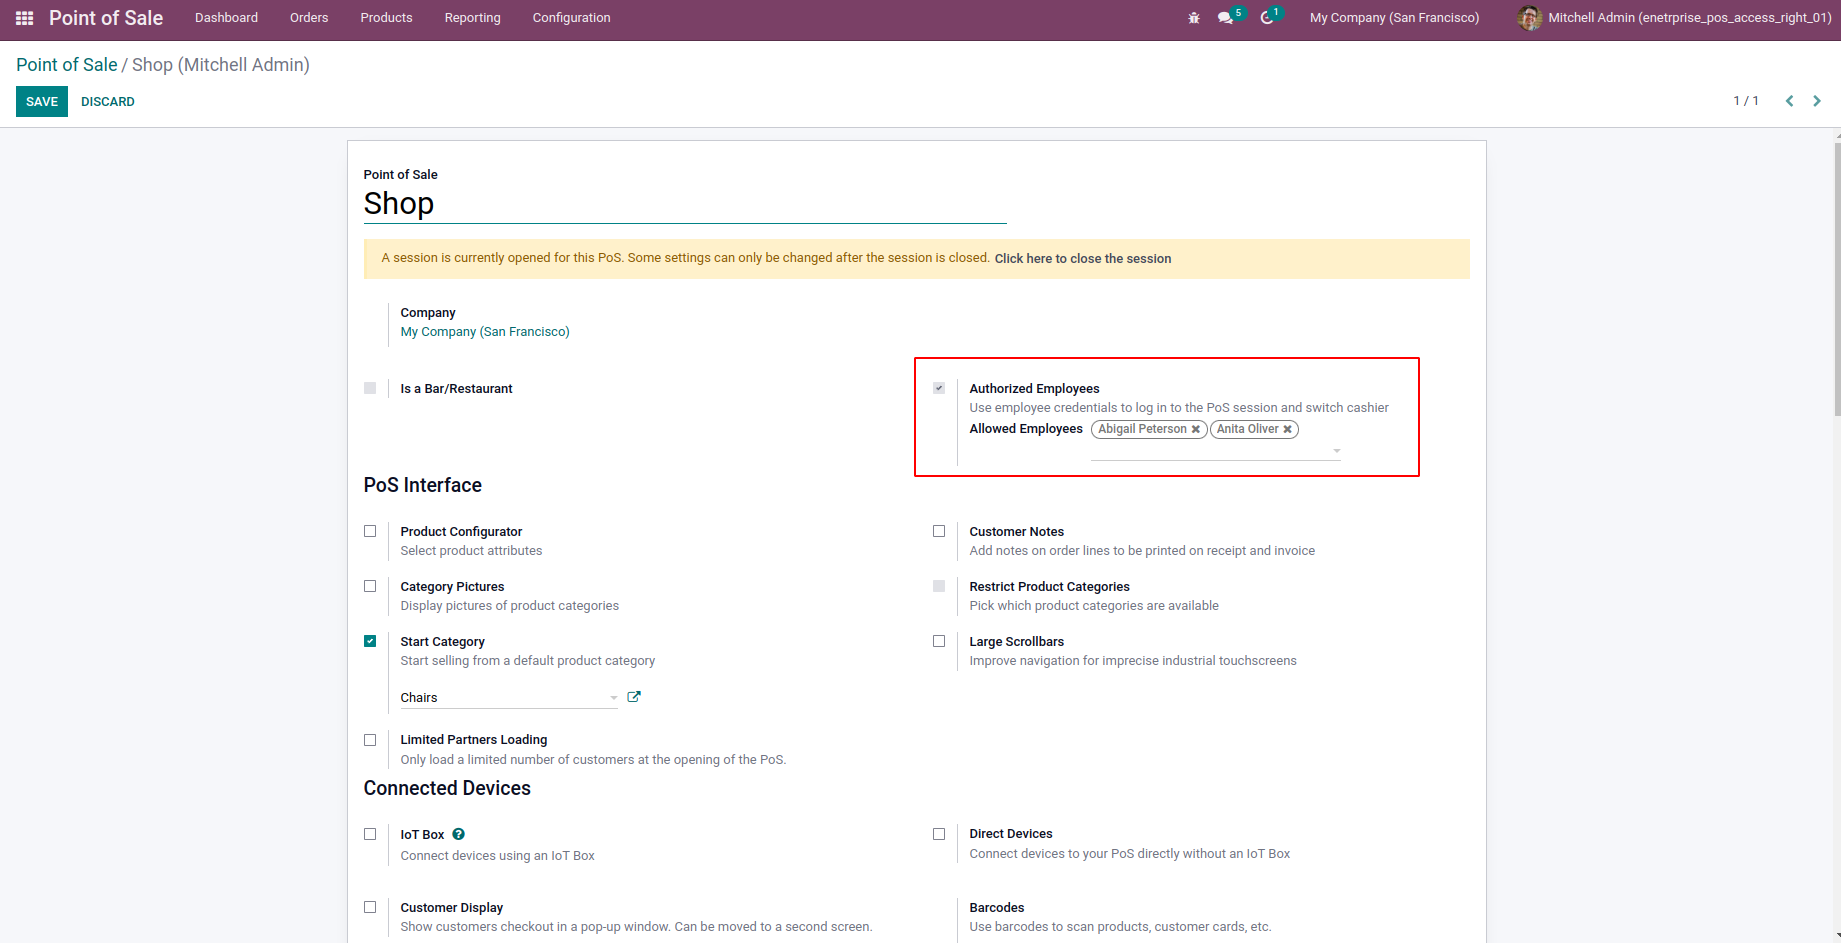 Point of Sale Dashboard Orders Products Reporting Configuration 5 1 My Company (San Francisco) Mitchell Admin (enetrprise_pos_access_right_01)
Point of Sale / Shop (Mitchell Admin)
SAVE DISCARD 1 / 1
Point of Sale
Shop
A session is currently opened for this PoS. Some settings can only be changed after the session is closed. Click here to close the session
Company
My Company (San Francisco)
Is a Bar/Restaurant
Authorized Employees
Use employee credentials to log in to the PoS session and switch cashier
Allowed Employees Abigail Peterson ✖ Anita Oliver ✖
PoS Interface
Product Configurator
Select product attributes
Customer Notes
Add notes on order lines to be printed on receipt and invoice
Category Pictures
Display pictures of product categories
Restrict Product Categories
Pick which product categories are available
Start Category
Start selling from a default product category
Chairs
Large Scrollbars
Improve navigation for imprecise industrial touchscreens
Limited Partners Loading
Only load a limited number of customers at the opening of the PoS.
Connected Devices
IoT Box ?
Connect devices using an IoT Box
Direct Devices
Connect devices to your PoS directly without an IoT Box
Customer Display
Show customers checkout in a pop-up window. Can be moved to a second screen.
Barcodes
Use barcodes to scan products, customer cards, etc.